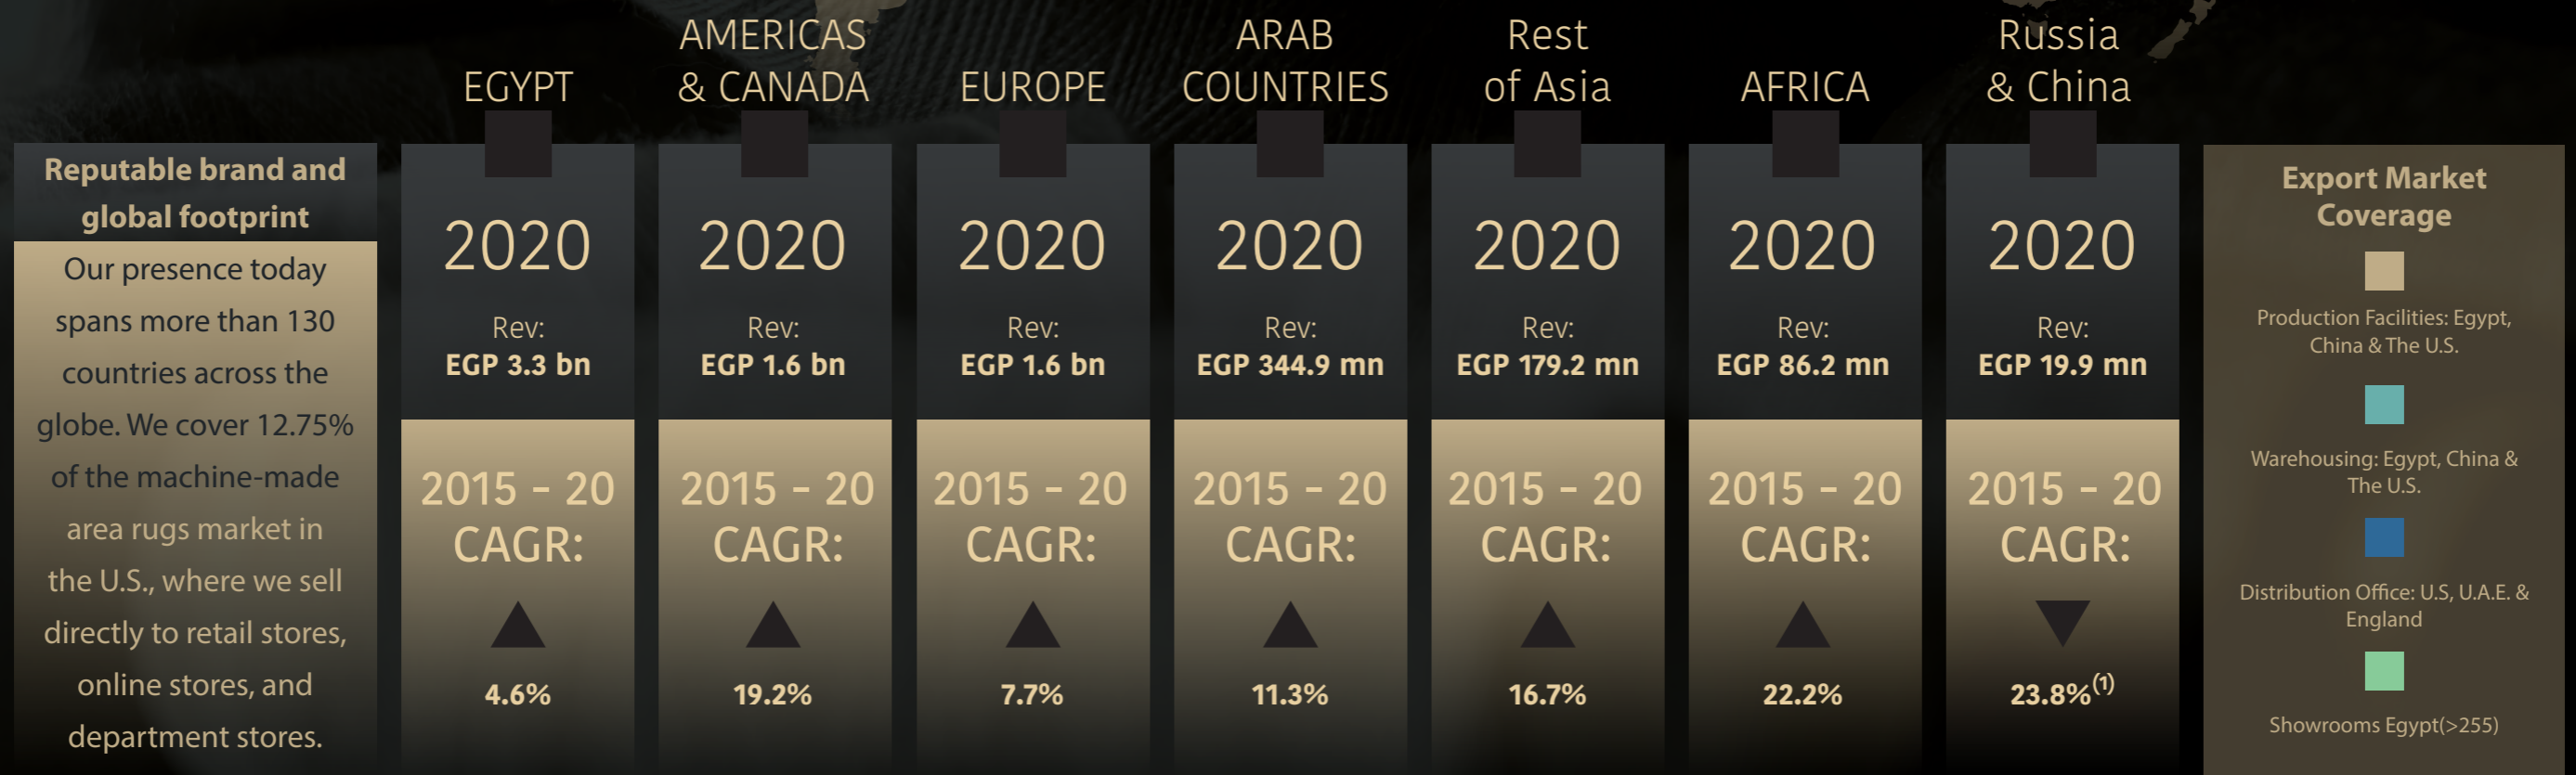 Reputable brand and
global footprint
Our presence today
spans more than 130
countries across the
globe. We cover 12.75%
of the machine-made
area rugs market in
the U.S., where we sell
directly to retail stores,
online stores, and
department stores.
EGYPT
2020
Rev:
EGP 3.3 bn
2015 - 20
CAGR:
4.6%
AMERICAS
& CANADA
2020
Rev:
EGP 1.6 bn
2015 - 20
CAGR:
19.2%
EUROPE
2020
Rev:
EGP 1.6 bn
2015 - 20
CAGR:
7.7%
ARAB
COUNTRIES
2020
Rev:
EGP 344.9 mn
2015 - 20
CAGR:
11.3%
Rest
of Asia
2020
Rev:
EGP 179.2 mn
2015 - 20
CAGR:
16.7%
AFRICA
2020
Rev:
EGP 86.2 mn
2015 - 20
CAGR:
22.2%
Russia
& China
2020
Rev:
EGP 19.9 mn
2015 - 20
CAGR:
23.8%(1)
Export Market
Coverage
Production Facilities: Egypt,
China & The U.S.
Warehousing: Egypt, China &
The U.S.
Distribution Office: U.S, U.A.E. &
England
Showrooms Egypt(>255)